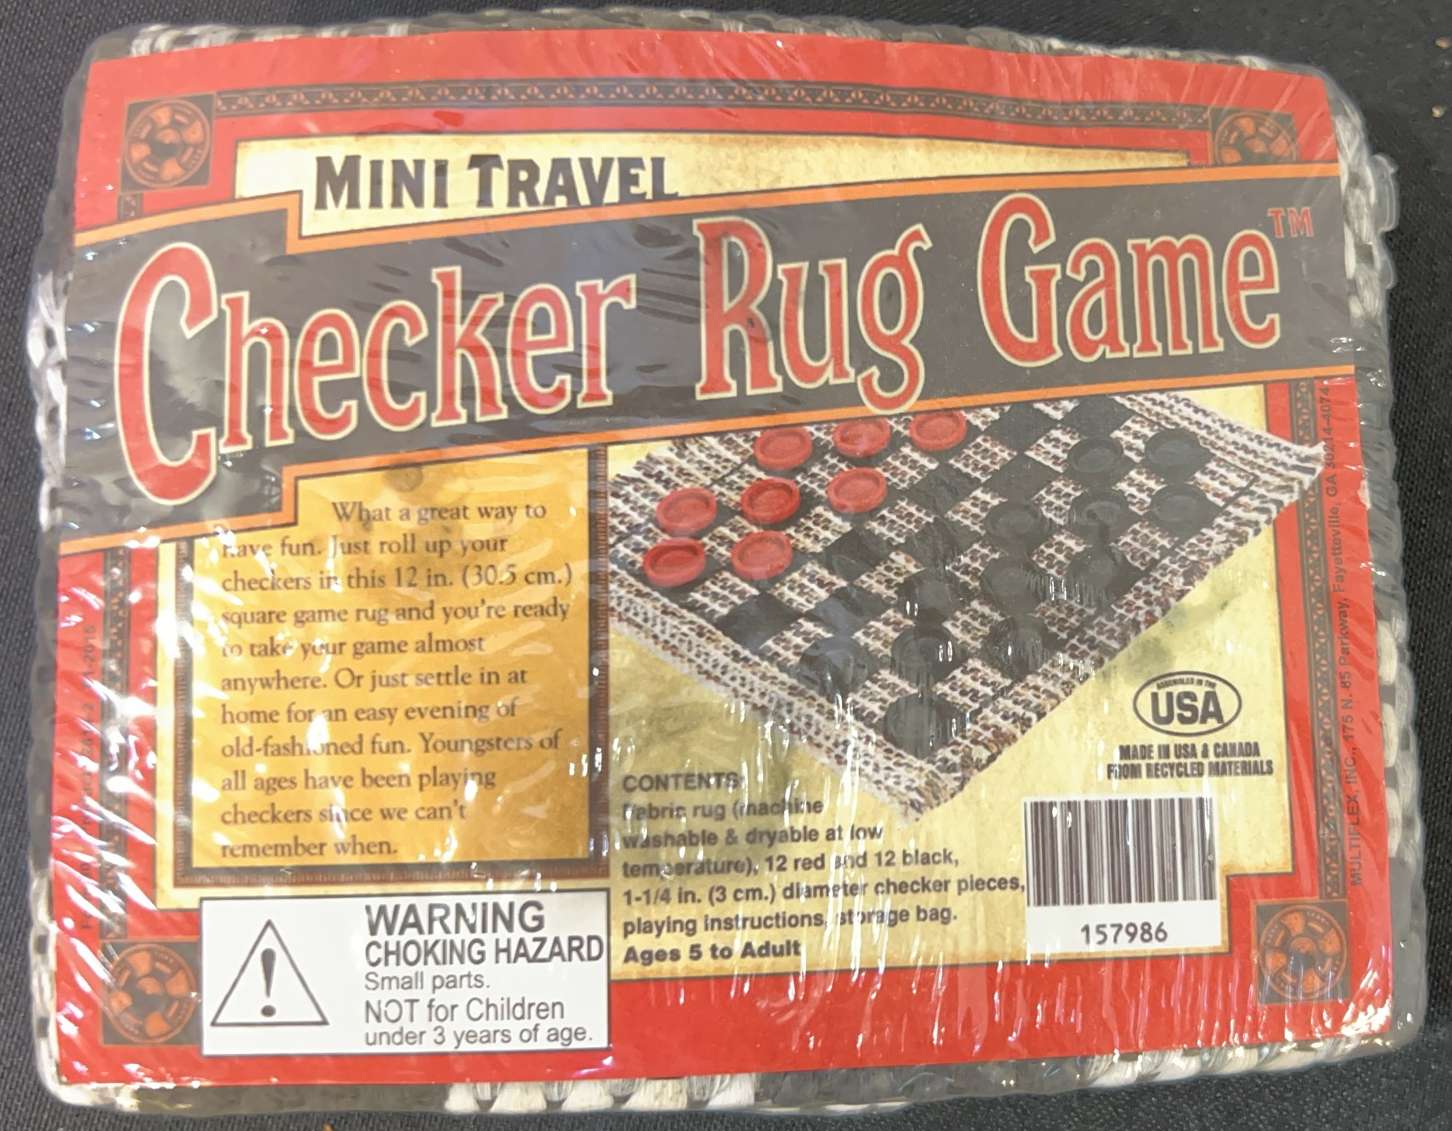 MINI TRAVEL
Checker Rug Game™
What a great way to
have fun. Just roll up your
checkers in this 12 in. (30.5 cm.)
square game rug and you're ready
to take your game almost
anywhere. Or just settle in at
home for an easy evening of
old-fashioned fun. Youngsters of
all ages have been playing
checkers since we can't
remember when.
WARNING
CHOKING HAZARD
Small parts.
NOT for Children
under 3 years of age.
CONTENTS:
Fabric rug (machine
washable & dryable at low
temperature), 12 red and 12 black,
1-1/4 in. (3 cm.) diameter checker pieces,
playing instructions, storage bag.
Ages 5 to Adult
ASSEMBLED IN THE
USA
MADE IN USA & CANADA
FROM RECYCLED MATERIALS
157986
MULTIFLEX, INC., 175 N. 85 Parkway, Fayetteville, GA 30214-4074